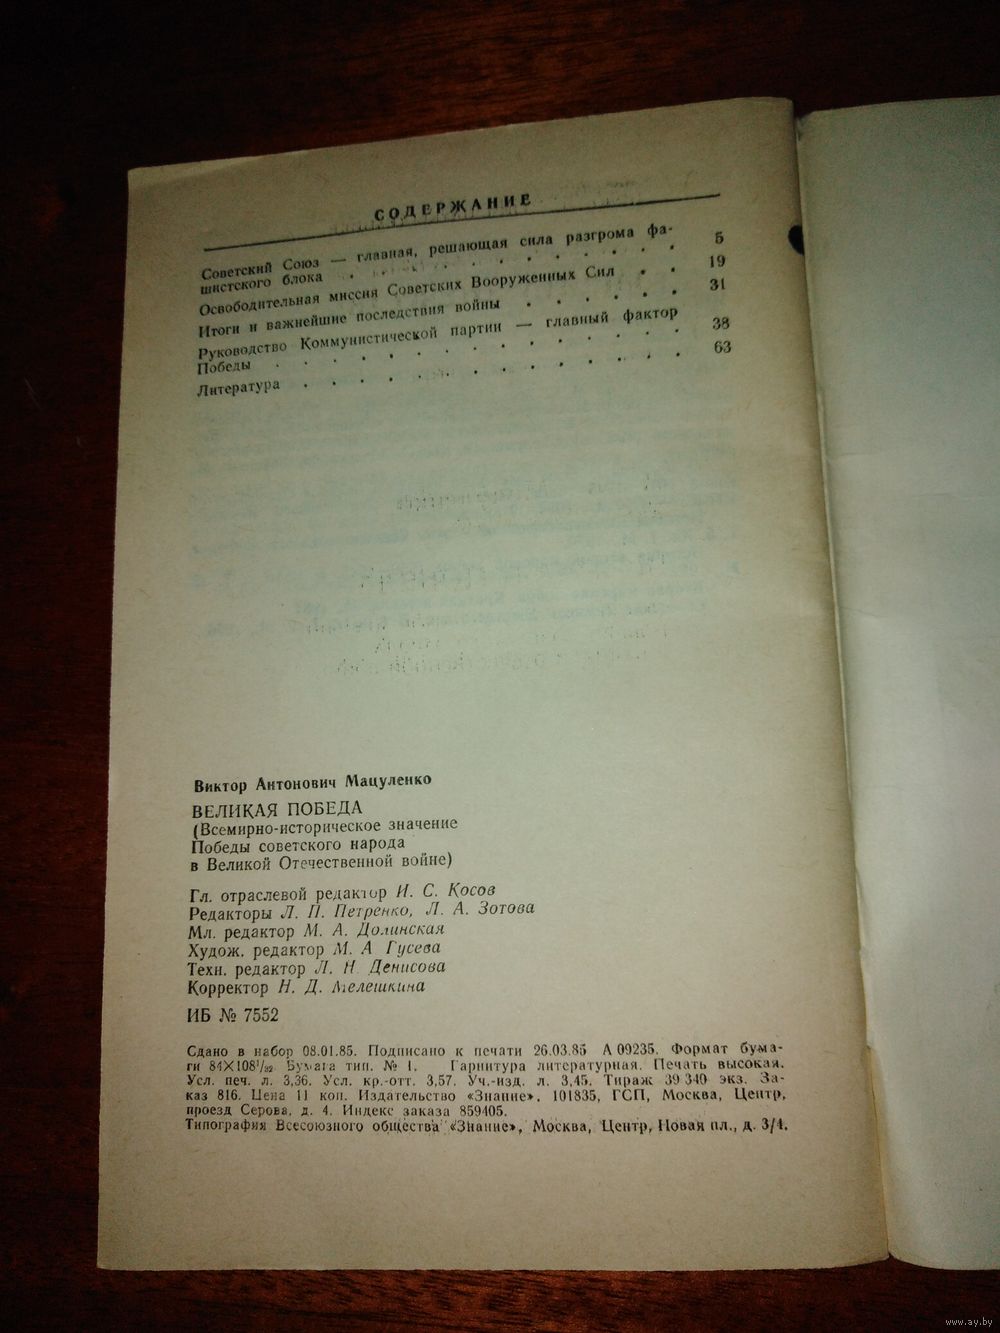 СОДЕРЖАНИЕ
Советский Союз — главная, решающая сила разгрома фа-
шистского блока . . . . . . . . . . . 5
Освободительная миссия Советских Вооруженных Сил . . 19
Итоги и важнейшие последствия войны . . . . . . 31
Руководство Коммунистической партии — главный фактор
Победы . . . . . . . . . . . . . . 38
Литература . . . . . . . . . . . . . . 63
Виктор Антонович Мацуленко
ВЕЛИКАЯ ПОБЕДА
(Всемирно-историческое значение
Победы советского народа
в Великой Отечественной войне)
Гл. отраслевой редактор И. С. Косов
Редакторы Л. П. Петренко, Л. А. Зотова
Мл. редактор М. А. Долинская
Худож. редактор М. А Гусева
Техн. редактор Л. Н Денисова
Корректор Н. Д. Мелешкина
ИБ № 7552
Сдано в набор 08.01.85. Подписано к печати 26.03.85 А 09235. Формат бума-
ги 84×108¹/₃₂ Бумага тип. № 1. Гарнитура литературная. Печать высокая.
Усл. печ. л. 3,36. Усл. кр.-отт. 3,57. Уч.-изд. л. 3,45. Тираж 39 340 экз. За-
каз 816. Цена 11 коп. Издательство «Знание». 101835, ГСП, Москва, Центр,
проезд Серова, д. 4. Индекс заказа 859405.
Типография Всесоюзного общества «Знание», Москва, Центр, Новая пл., д. 3/4.
www.ay.by